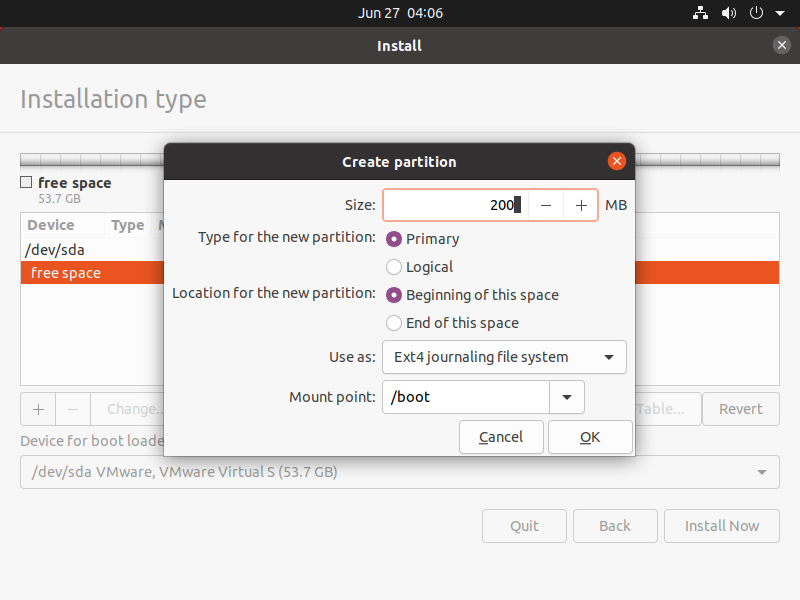 Jun 27 04:06
Install
Installation type
free space
53.7 GB
Device Type
/dev/sda
free space
Create partition
Size: 200 MB
Type for the new partition: Primary
Logical
Location for the new partition: Beginning of this space
End of this space
Use as: Ext4 journaling file system
Mount point: /boot
Cancel OK
+ − Change... Table... Revert
Device for boot loade
/dev/sda VMware, VMware Virtual S (53.7 GB)
Quit Back Install Now